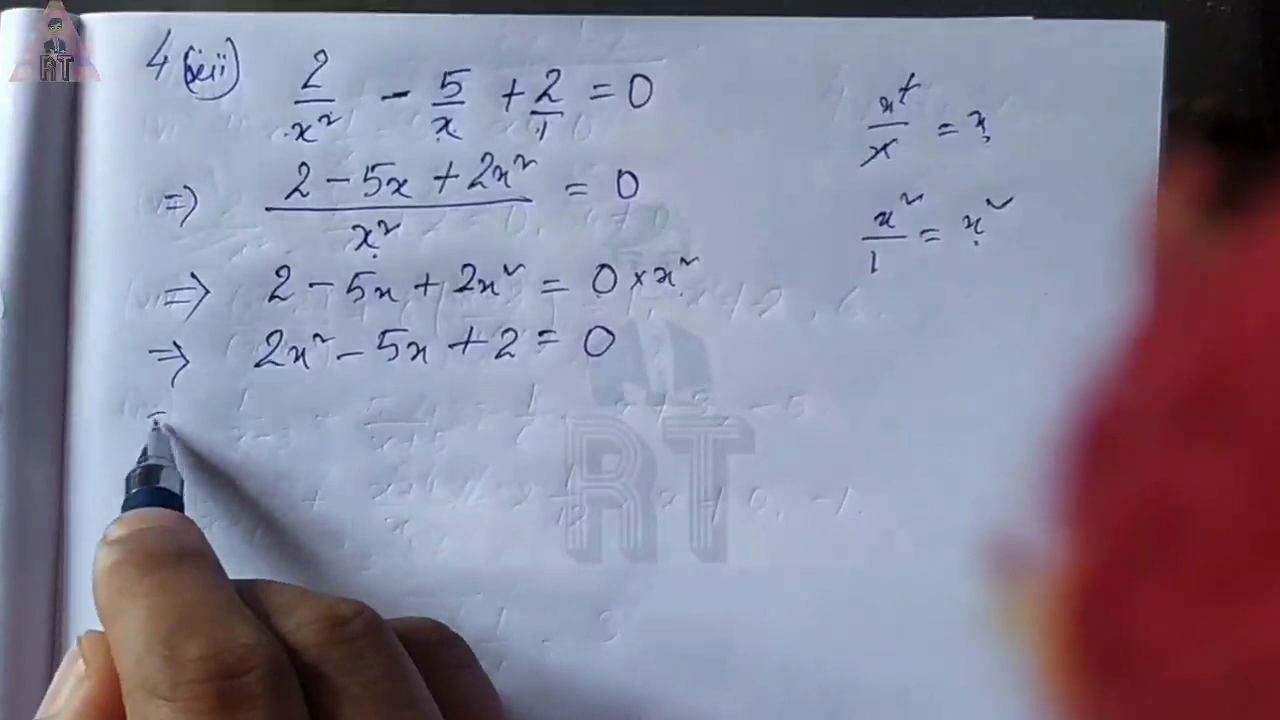 RT
4(xii) 2/x² - 5/x + 2/1 = 0
⇒ (2 - 5x + 2x²)/x² = 0
⇒ 2 - 5x + 2x² = 0 × x²
⇒ 2x² - 5x + 2 = 0
x²/x = x
x²/1 = x²
RT